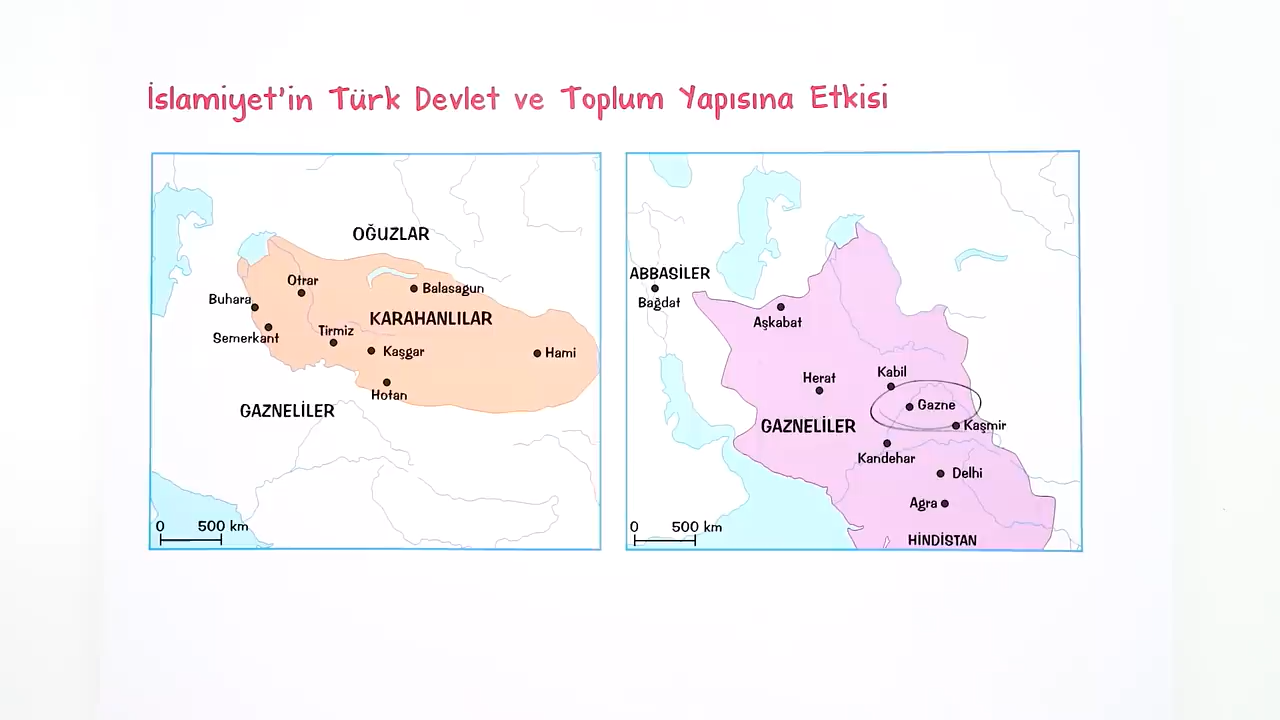 İslamiyet'in Türk Devlet ve Toplum Yapısına Etkisi
OĞUZLAR
Otrar
Balasagun
Buhara
KARAHANLILAR
Semerkant
Tirmiz
Kaşgar
Hami
Hotan
GAZNELİLER
0 500 km
ABBASİLER
Bağdat
Aşkabat
Kabil
Herat
Gazne
GAZNELİLER
Kaşmir
Kandehar
Delhi
Agra
0 500 km
HİNDİSTAN